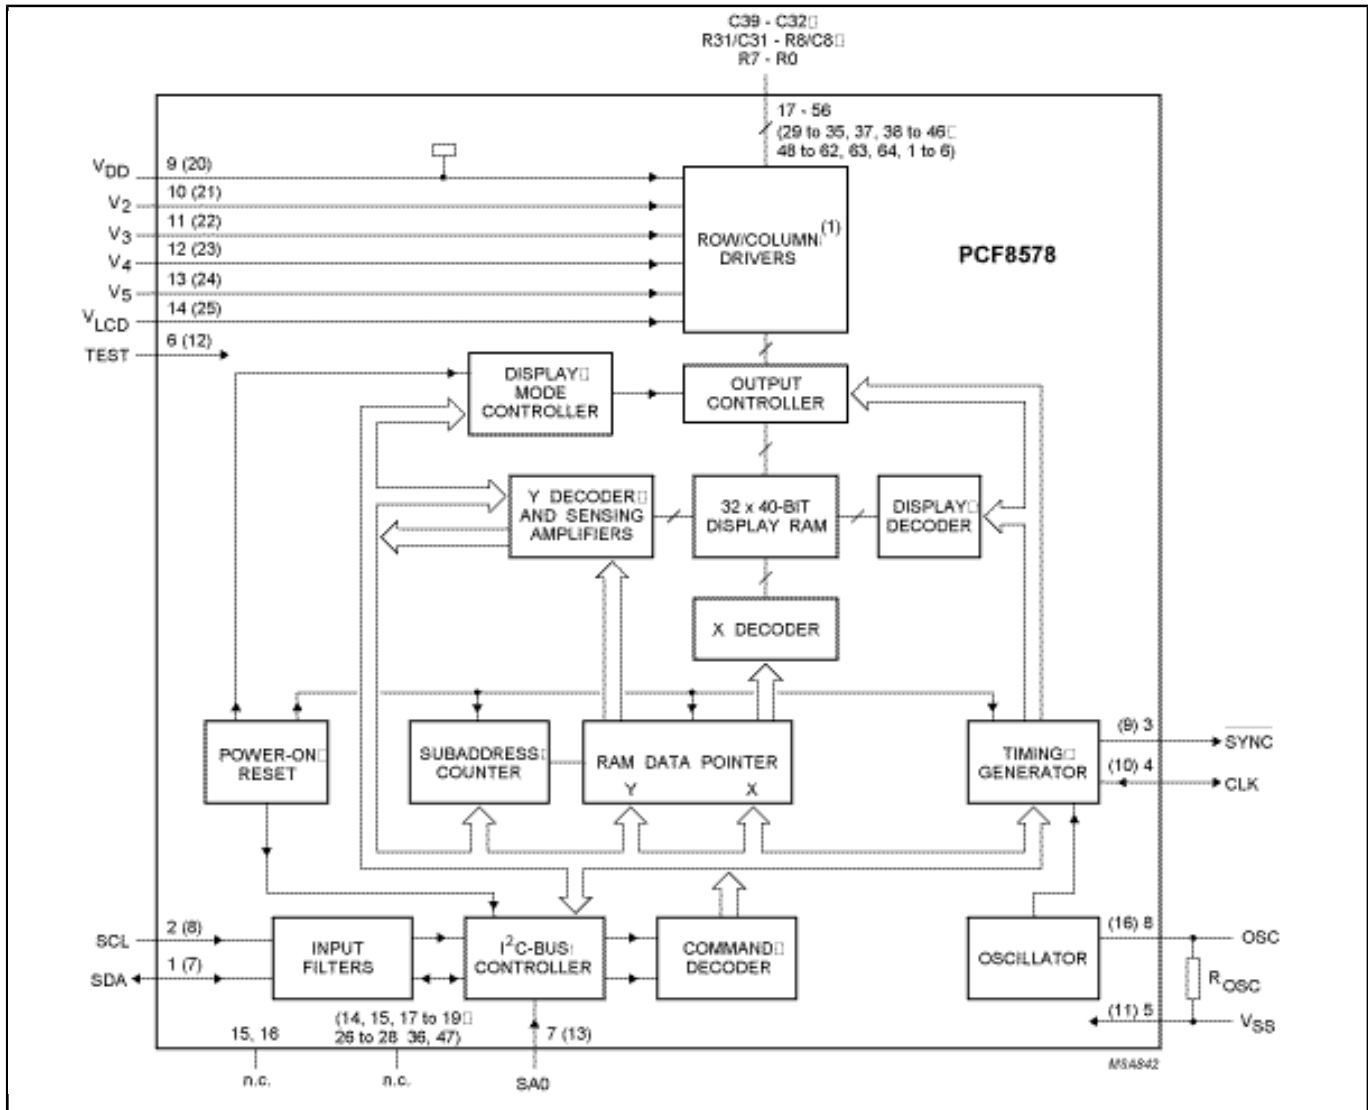 C39 - C32
R31/C31 - R8/C8
R7 - R0
17 - 56
(29 to 35, 37, 38 to 46
48 to 62, 63, 64, 1 to 6)
VDD
9 (20)
V2
10 (21)
V3
11 (22)
V4
12 (23)
V5
13 (24)
VLCD
14 (25)
TEST
6 (12)
ROW/COLUMN (1)
DRIVERS
PCF8578
DISPLAY
MODE
CONTROLLER
OUTPUT
CONTROLLER
Y DECODER
AND SENSING
AMPLIFIERS
32 x 40-BIT
DISPLAY RAM
DISPLAY
DECODER
X DECODER
POWER-ON
RESET
SUBADDRESS
COUNTER
RAM DATA POINTER
Y X
TIMING
GENERATOR
(9) 3
SYNC
(10) 4
CLK
SCL
2 (8)
SDA
1 (7)
INPUT
FILTERS
I2C-BUS
CONTROLLER
COMMAND
DECODER
OSCILLATOR
(16) 8
OSC
ROSC
(11) 5
VSS
15, 16
n.c.
(14, 15, 17 to 19
26 to 28 36, 47)
n.c.
7 (13)
SA0
MSA842